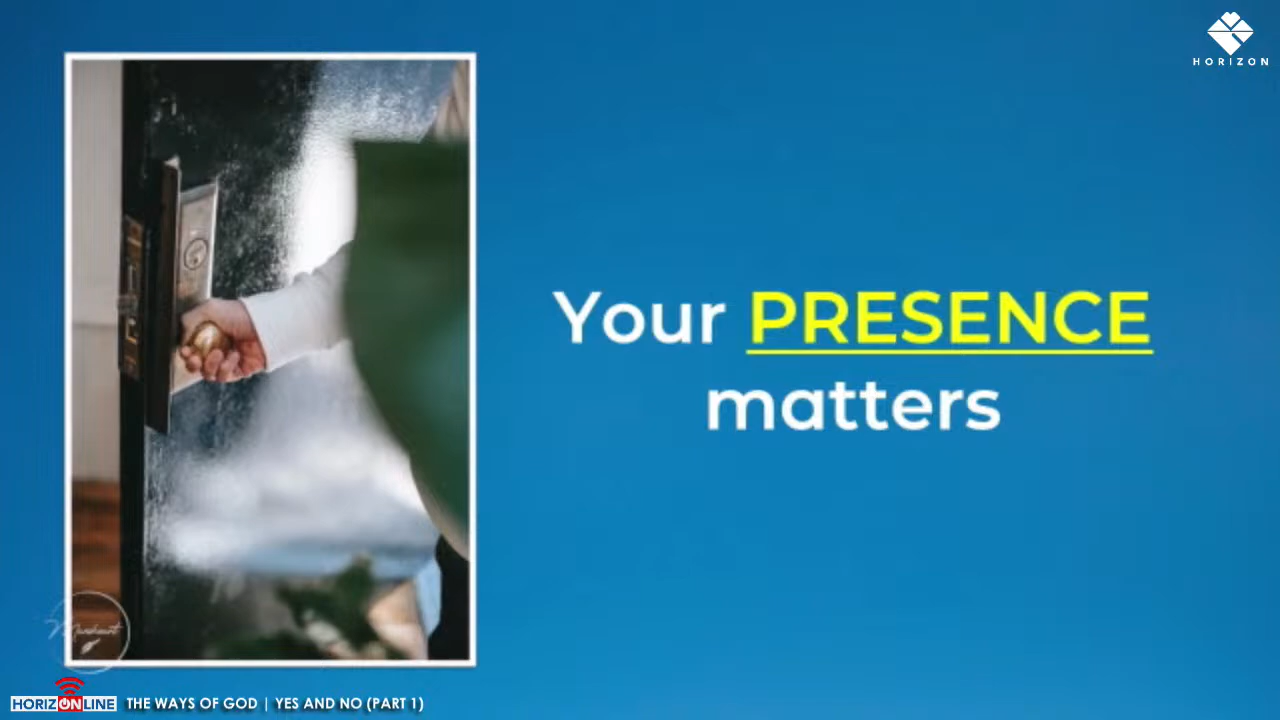 HORIZON
Your PRESENCE
matters
HORIZONLINE THE WAYS OF GOD | YES AND NO (PART 1)